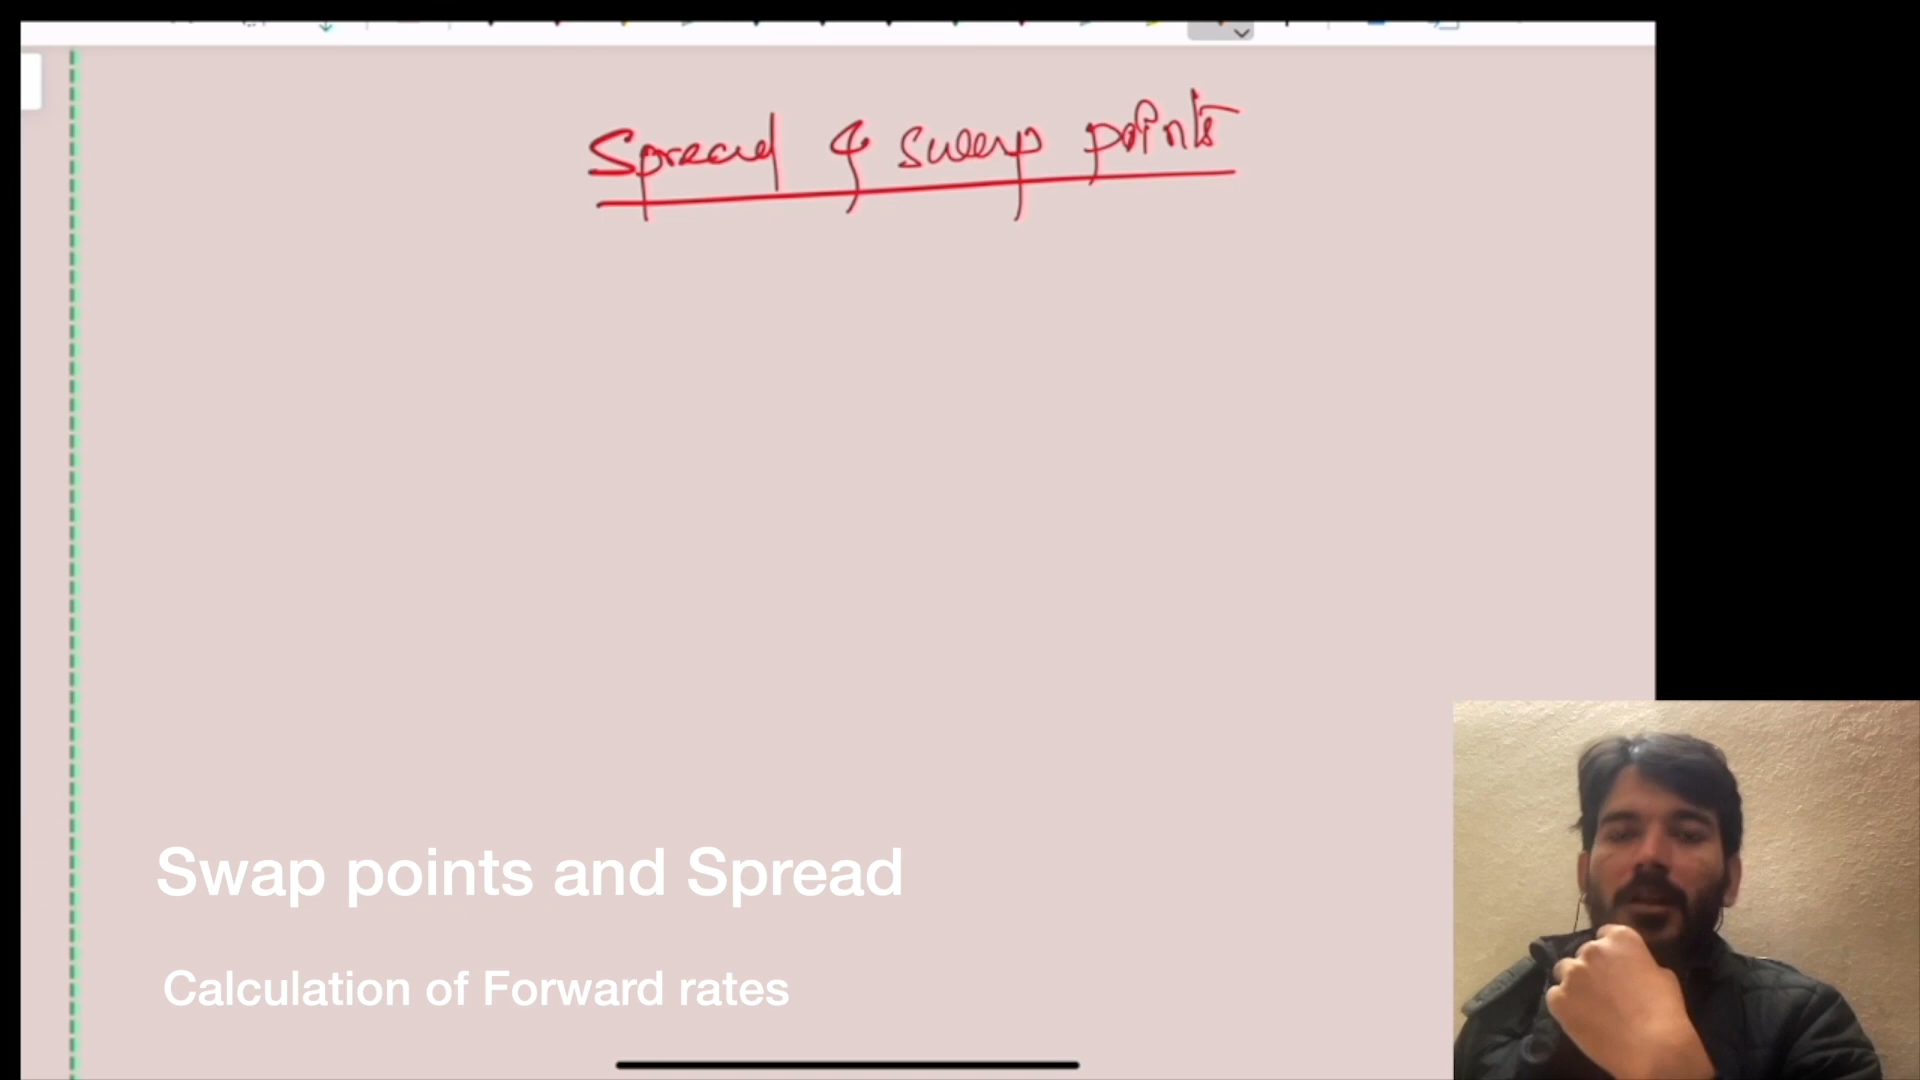 Spread & swap points
Swap points and Spread
Calculation of Forward rates